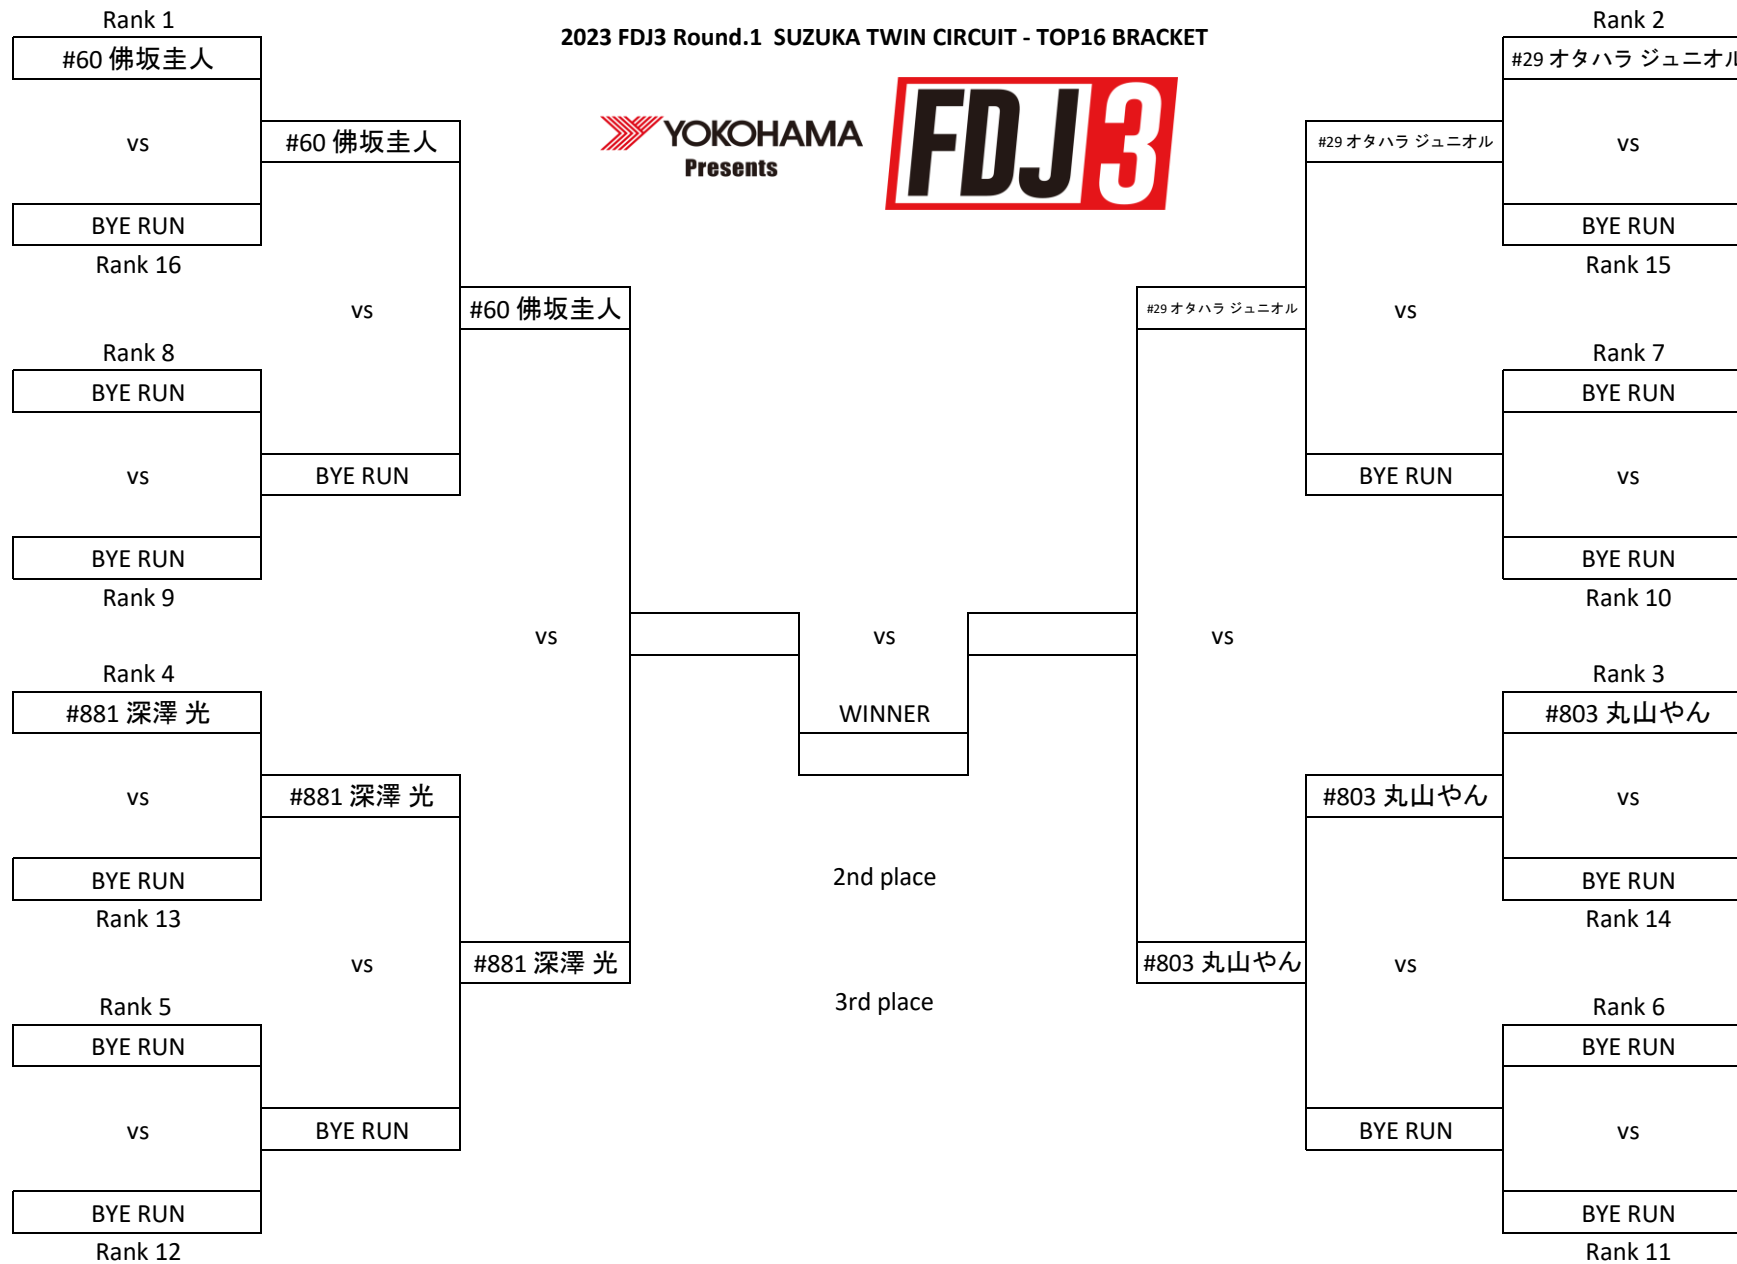 Rank 1
2023 FDJ3 Round.1 SUZUKA TWIN CIRCUIT - TOP16 BRACKET
Rank 2
#60 佛坂圭人
#29 オタハラ ジュニオル
YOKOHAMA
Presents
FDJ3
vs
#60 佛坂圭人
#29 オタハラ ジュニオル
vs
BYE RUN
BYE RUN
Rank 16
Rank 15
vs
#60 佛坂圭人
#29 オタハラ ジュニオル
vs
Rank 8
Rank 7
BYE RUN
BYE RUN
vs
BYE RUN
BYE RUN
vs
BYE RUN
BYE RUN
Rank 9
Rank 10
vs
vs
vs
Rank 4
Rank 3
#881 深澤 光
WINNER
#803 丸山やん
vs
#881 深澤 光
#803 丸山やん
vs
BYE RUN
2nd place
BYE RUN
Rank 13
Rank 14
vs
#881 深澤 光
#803 丸山やん
vs
Rank 5
3rd place
Rank 6
BYE RUN
BYE RUN
vs
BYE RUN
BYE RUN
vs
BYE RUN
BYE RUN
Rank 12
Rank 11